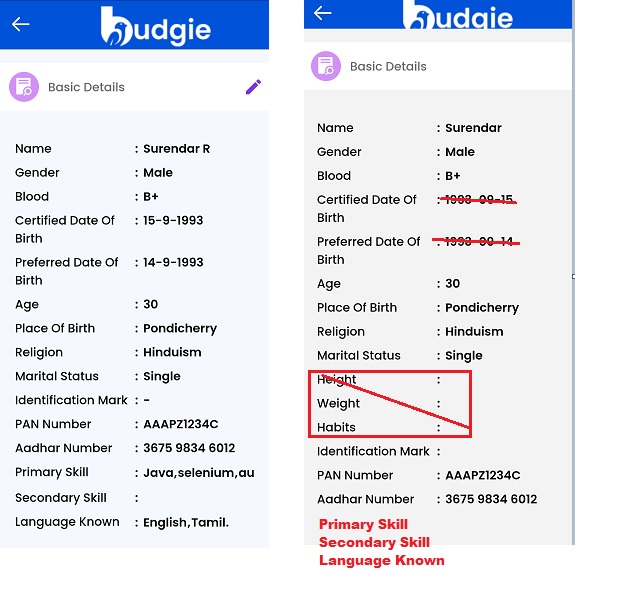 budgie
Basic Details
Name : Surendar R
Gender : Male
Blood : B+
Certified Date Of : 15-9-1993
Birth
Preferred Date Of : 14-9-1993
Birth
Age : 30
Place Of Birth : Pondicherry
Religion : Hinduism
Marital Status : Single
Identification Mark : -
PAN Number : AAAPZ1234C
Aadhar Number : 3675 9834 6012
Primary Skill : Java,selenium,au
Secondary Skill :
Language Known : English,Tamil.
budgie
Basic Details
Name : Surendar
Gender : Male
Blood : B+
Certified Date Of : 1993-09-15
Birth
Preferred Date Of : 1993-09-14
Birth
Age : 30
Place Of Birth : Pondicherry
Religion : Hinduism
Marital Status : Single
Height :
Weight :
Habits :
Identification Mark :
PAN Number : AAAPZ1234C
Aadhar Number : 3675 9834 6012
Primary Skill
Secondary Skill
Language Known